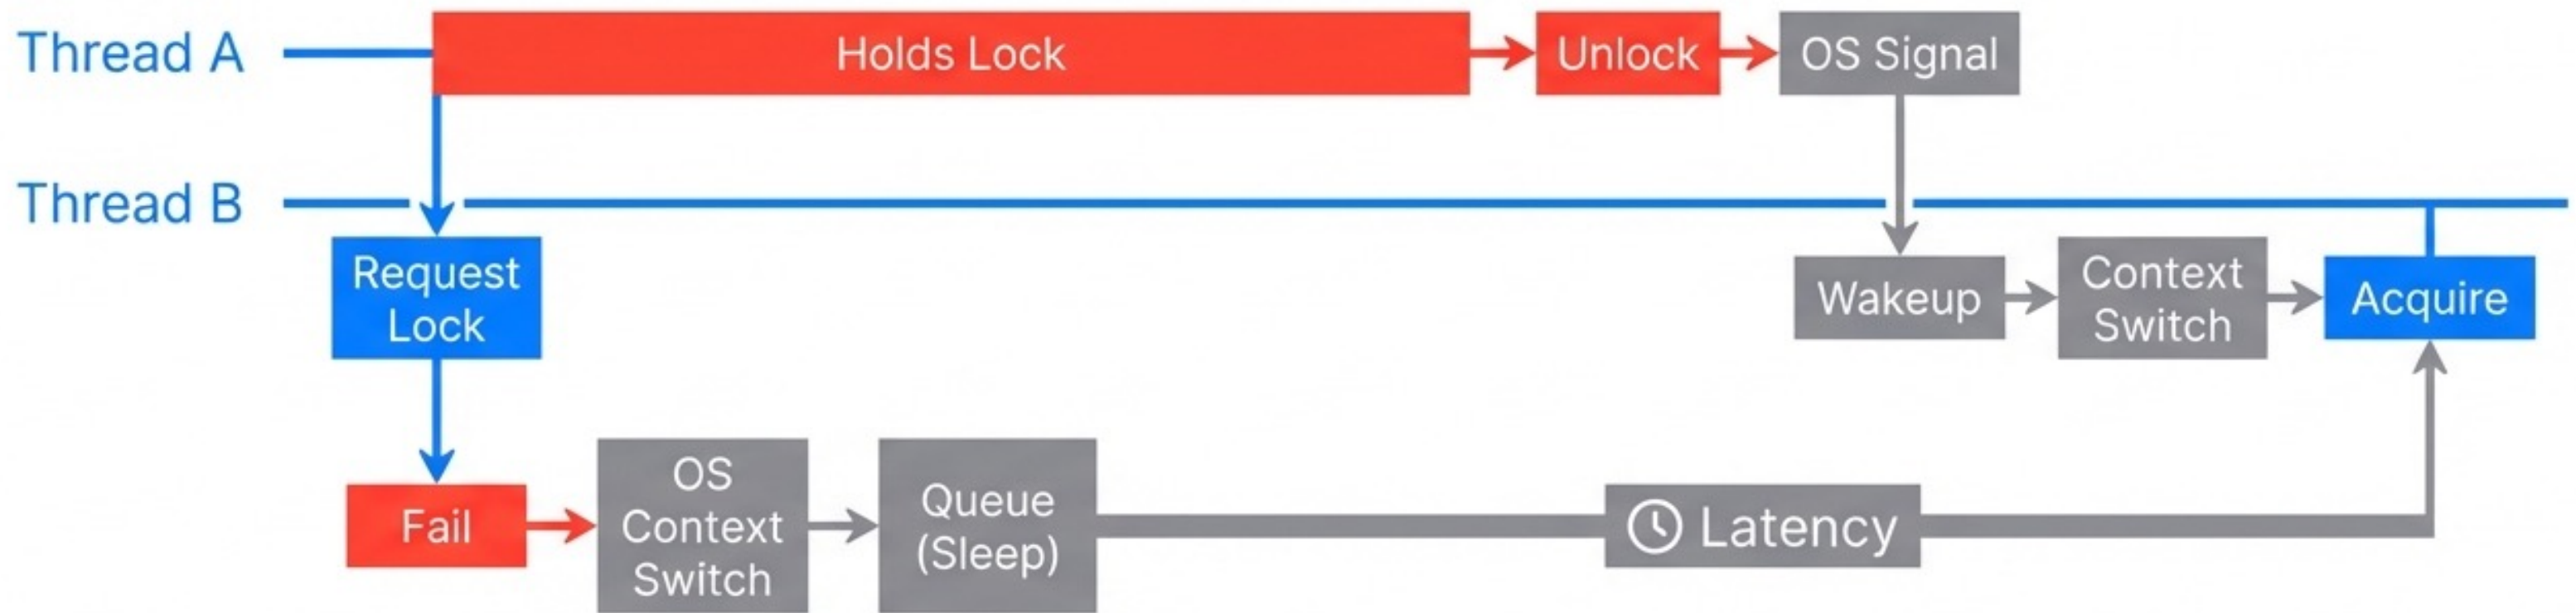 Thread A
Holds Lock
Unlock
OS Signal
Thread B
Request
Lock
Wakeup
Context
Switch
Acquire
Fail
OS
Context
Switch
Queue
(Sleep)
Latency